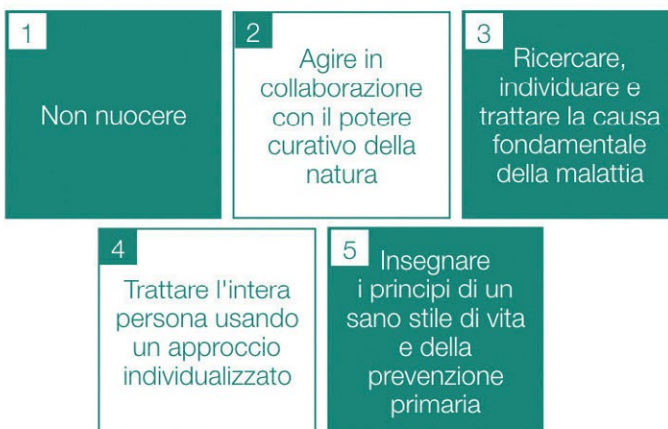 1
Non nuocere
2
Agire in
collaborazione
con il potere
curativo della
natura
3
Ricercare,
individuare e
trattare la causa
fondamentale
della malattia
4
Trattare l'intera
persona usando
un approccio
individualizzato
5
Insegnare
i principi di un
sano stile di vita
e della
prevenzione
primaria